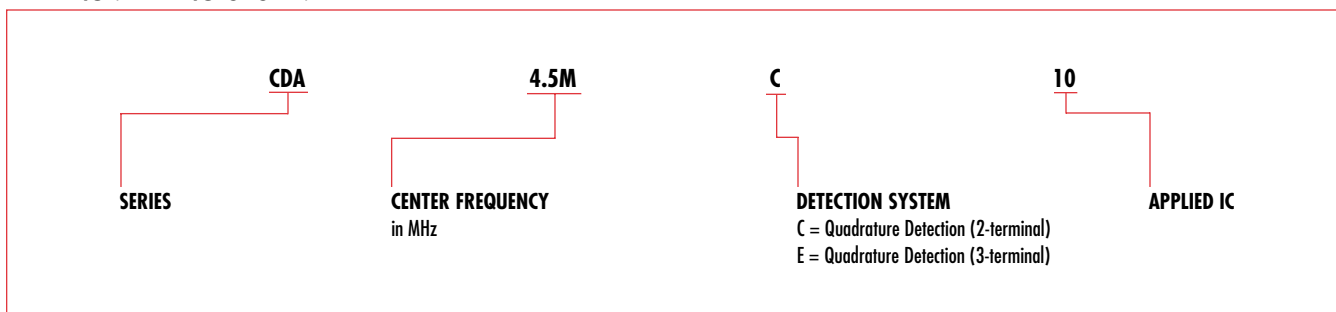 CDA 4.5M C 10
SERIES CENTER FREQUENCY DETECTION SYSTEM APPLIED IC
in MHz C = Quadrature Detection (2-terminal)
E = Quadrature Detection (3-terminal)